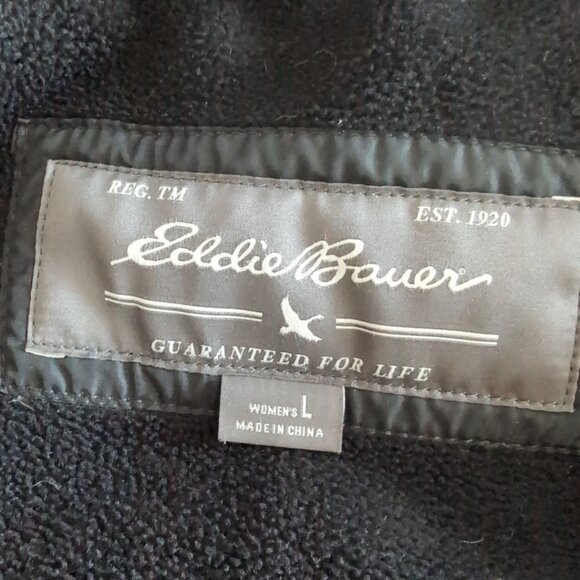 REG. TM
EST. 1920
Eddie Bauer
GUARANTEED FOR LIFE
WOMEN'S L
MADE IN CHINA